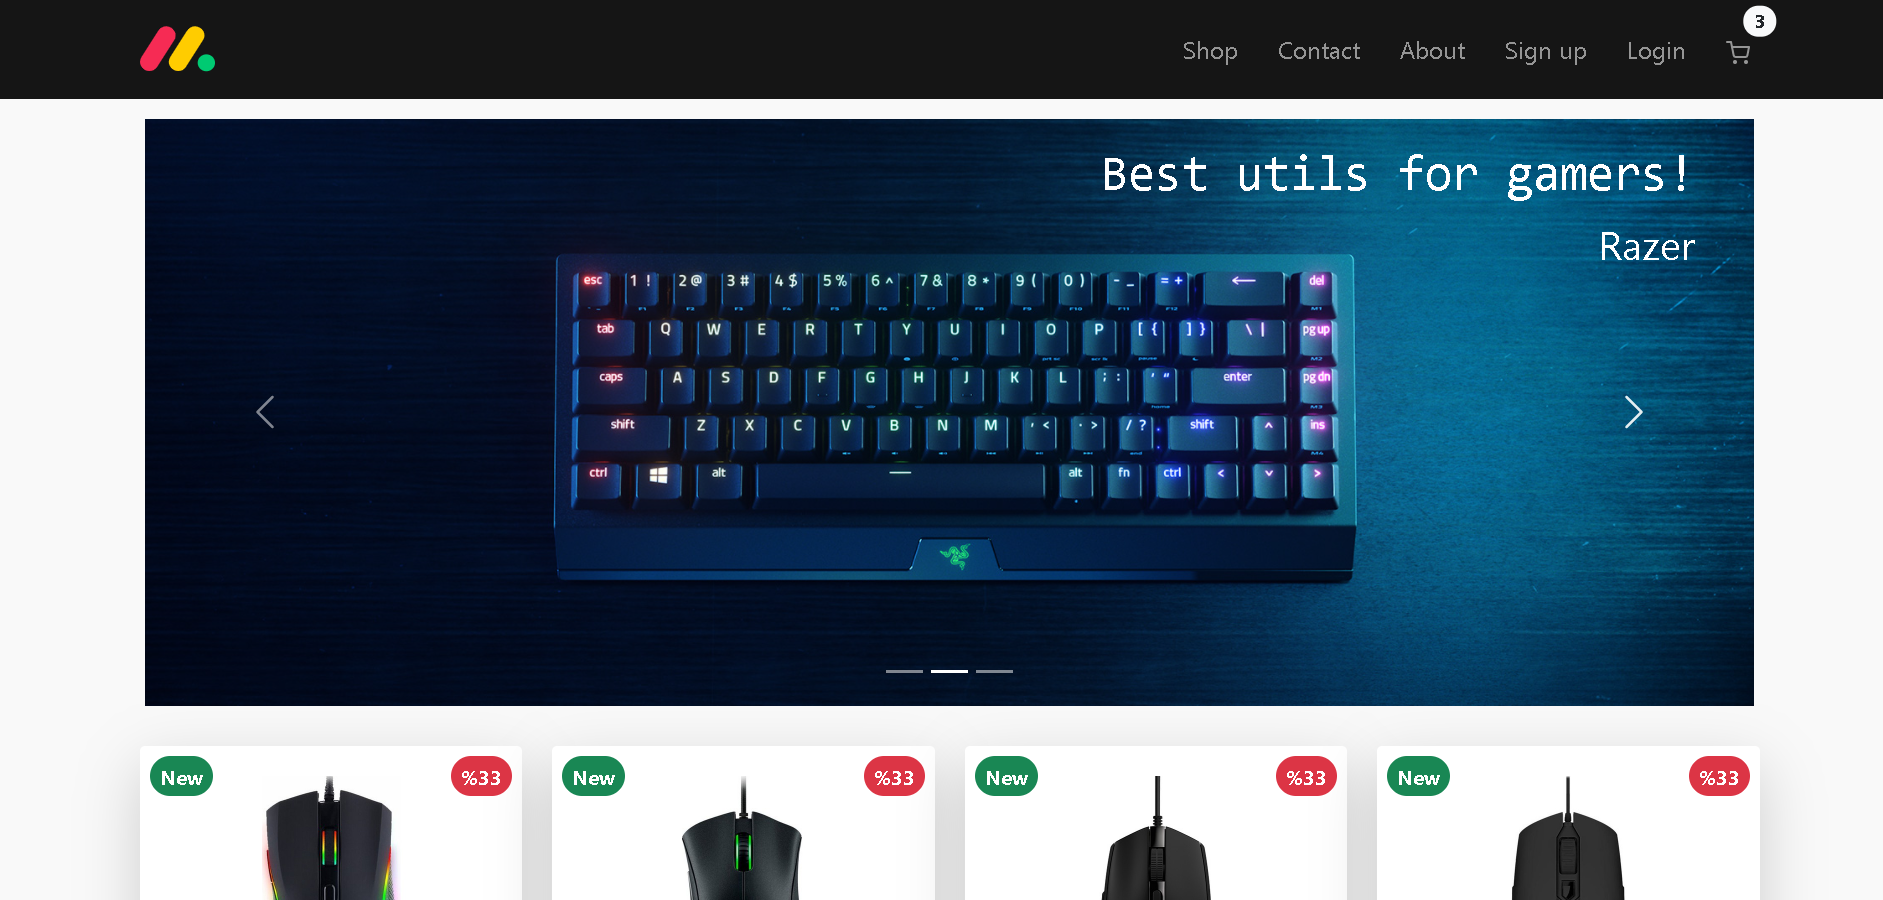 3
Shop Contact About Sign up Login
Best utils for gamers!
Razer
esc 1 ! 2 @ 3 # 4 $ 5 % 6 ^ 7 & 8 * 9 ( 0 ) - _ = + ← del
tab Q W E R T Y U I O P [ { ] } \ | pg up
caps A S D F G H J K L ; : ' " enter pg dn
shift Z X C V B N M , < . > / ? shift ^ ins
ctrl alt alt fn ctrl < v >
New %33 New %33 New %33 New %33